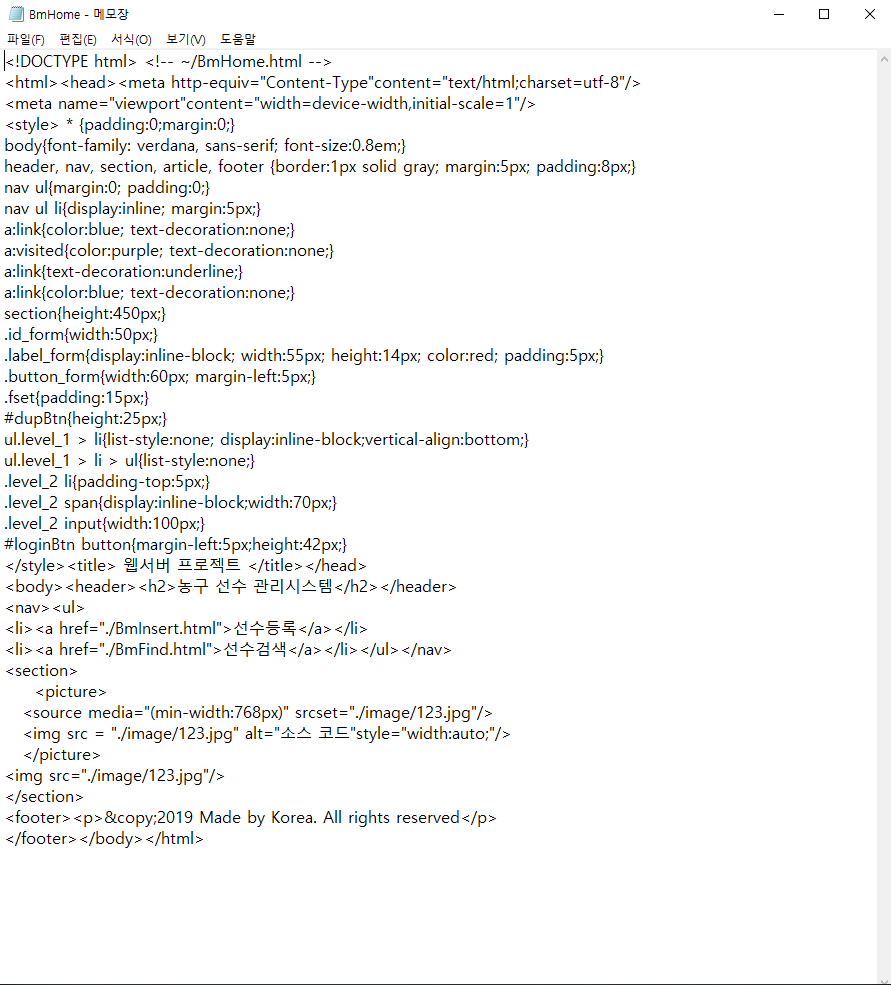 BmHome - 메모장
파일(F) 편집(E) 서식(O) 보기(V) 도움말
<!DOCTYPE html> <!-- ~/BmHome.html -->
<html><head><meta http-equiv="Content-Type"content="text/html;charset=utf-8"/>
<meta name="viewport"content="width=device-width,initial-scale=1"/>
<style> * {padding:0;margin:0;}
body{font-family: verdana, sans-serif; font-size:0.8em;}
header, nav, section, article, footer {border:1px solid gray; margin:5px; padding:8px;}
nav ul{margin:0; padding:0;}
nav ul li{display:inline; margin:5px;}
a:link{color:blue; text-decoration:none;}
a:visited{color:purple; text-decoration:none;}
a:link{text-decoration:underline;}
a:link{color:blue; text-decoration:none;}
section{height:450px;}
.id_form{width:50px;}
.label_form{display:inline-block; width:55px; height:14px; color:red; padding:5px;}
.button_form{width:60px; margin-left:5px;}
.fset{padding:15px;}
#dupBtn{height:25px;}
ul.level_1 > li{list-style:none; display:inline-block;vertical-align:bottom;}
ul.level_1 > li > ul{list-style:none;}
.level_2 li{padding-top:5px;}
.level_2 span{display:inline-block;width:70px;}
.level_2 input{width:100px;}
#loginBtn button{margin-left:5px;height:42px;}
</style><title> 웹서버 프로젝트 </title></head>
<body><header><h2>농구 선수 관리시스템</h2></header>
<nav><ul>
<li><a href="./BmInsert.html">선수등록</a></li>
<li><a href="./BmFind.html">선수검색</a></li></ul></nav>
<section>
<picture>
<source media="(min-width:768px)" srcset="./image/123.jpg"/>
<img src = "./image/123.jpg" alt="소스 코드"style="width:auto;"/>
</picture>
<img src="./image/123.jpg"/>
</section>
<footer><p>&copy;2019 Made by Korea. All rights reserved</p>
</footer></body></html>